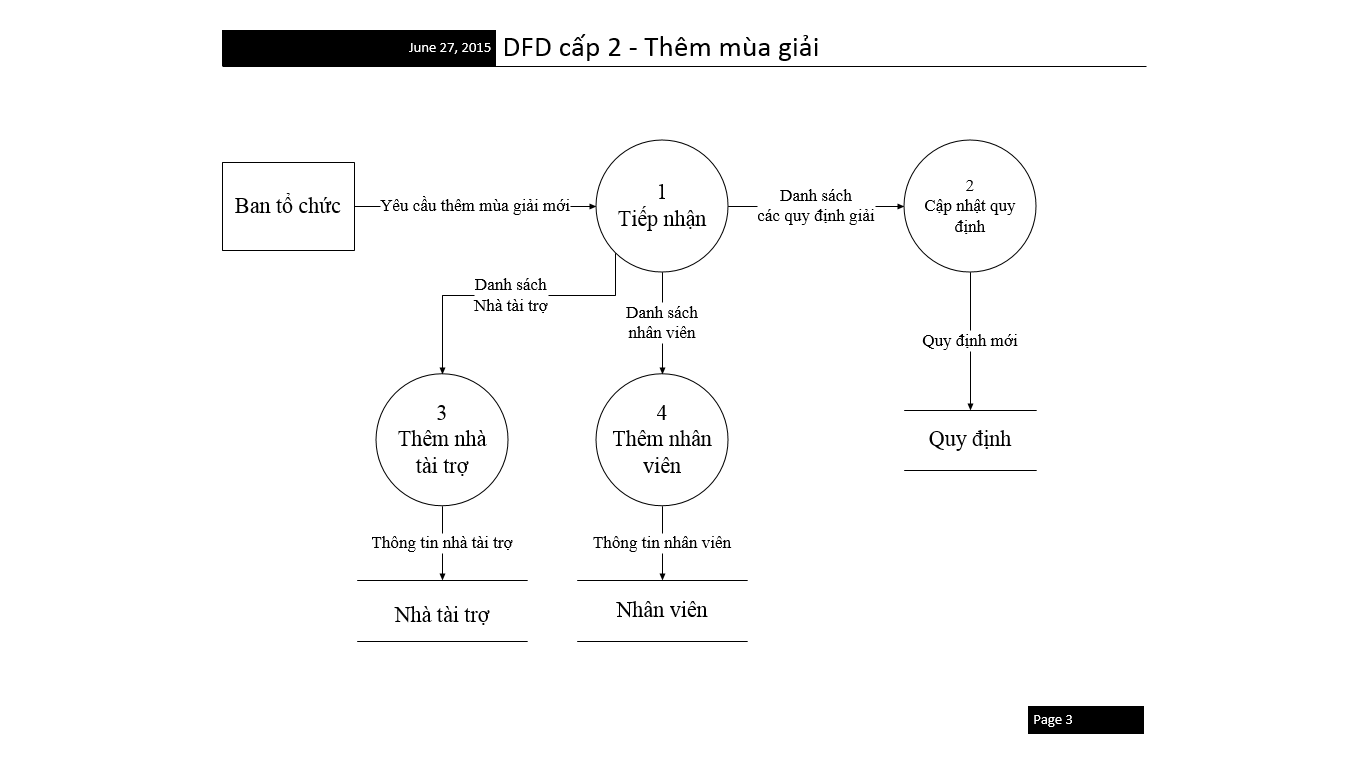 June 27, 2015
DFD cấp 2 - Thêm mùa giải
Ban tổ chức
Yêu cầu thêm mùa giải mới
1
Tiếp nhận
Danh sách
các quy định giải
2
Cập nhật quy
định
Danh sách
Nhà tài trợ
Danh sách
nhân viên
Quy định mới
3
Thêm nhà
tài trợ
4
Thêm nhân
viên
Quy định
Thông tin nhà tài trợ
Thông tin nhân viên
Nhà tài trợ
Nhân viên
Page 3